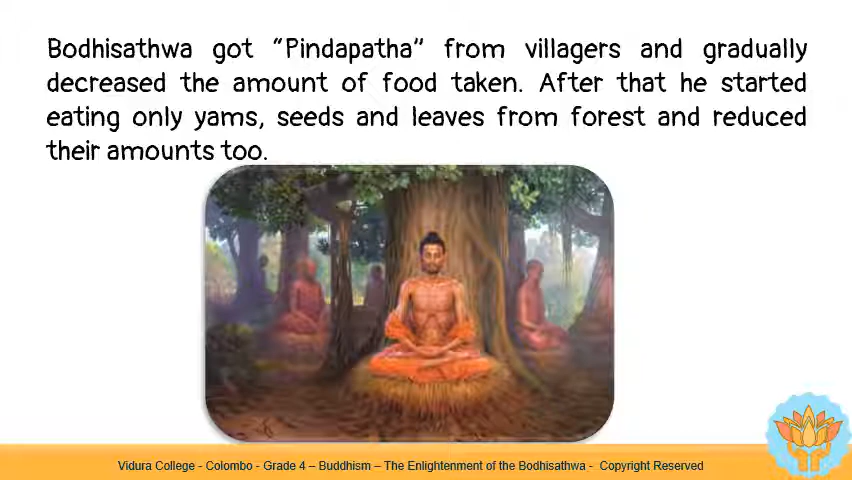 Bodhisathwa got “Pindapatha” from villagers and gradually
decreased the amount of food taken. After that he started
eating only yams, seeds and leaves from forest and reduced
their amounts too.
Vidura College - Colombo - Grade 4 – Buddhism – The Enlightenment of the Bodhisathwa - Copyright Reserved